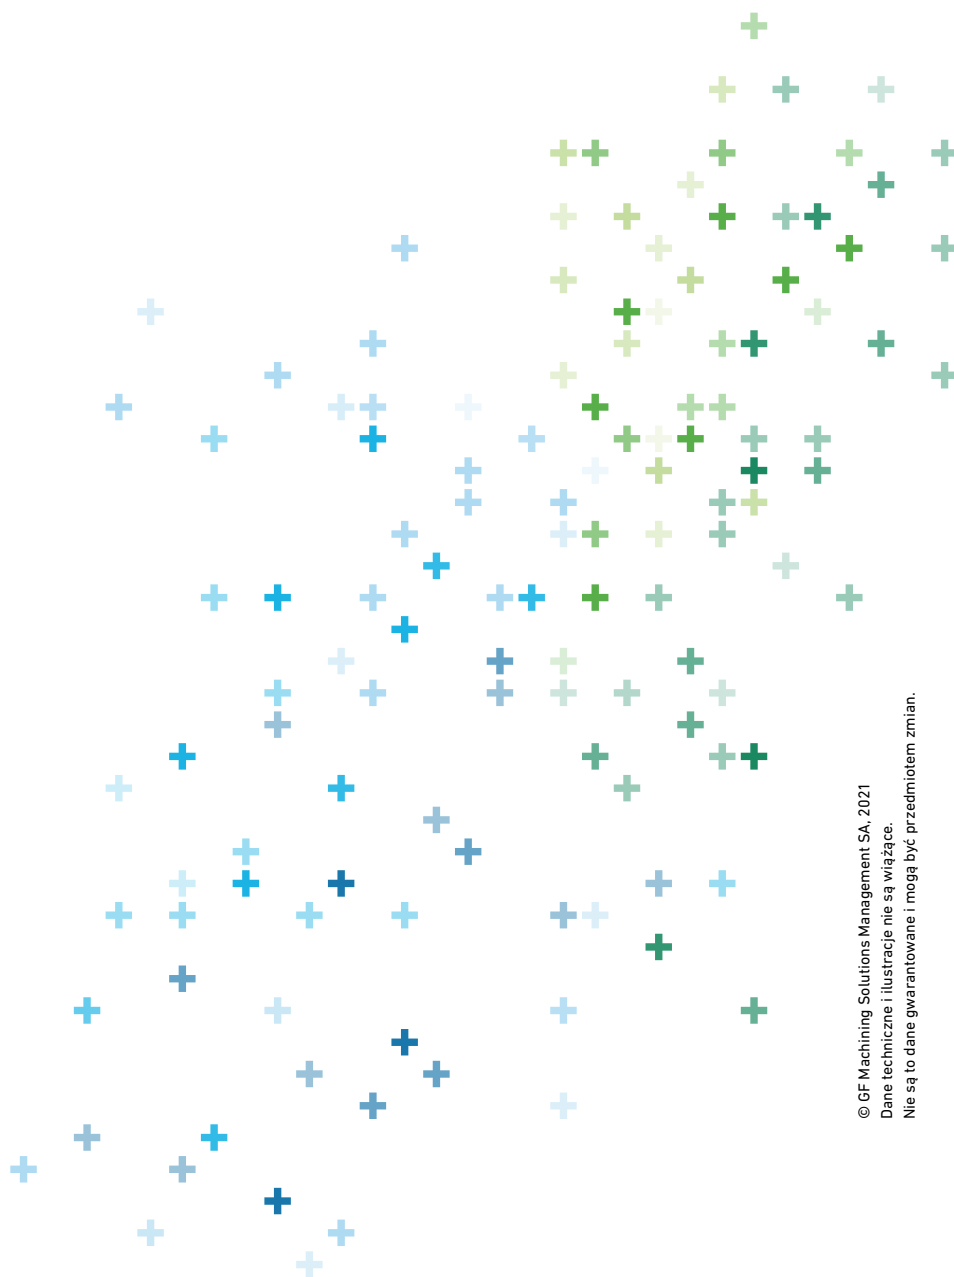 © GF Machining Solutions Management SA, 2021
Dane techniczne i ilustracje nie są wiążące.
Nie są to dane gwarantowane i mogą być przedmiotem zmian.